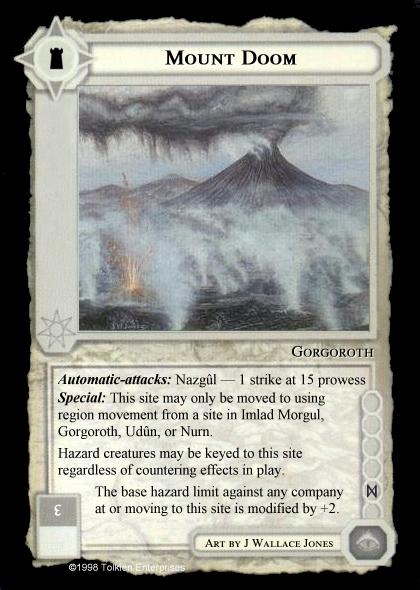 MOUNT DOOM
GORGOROTH
Automatic-attacks: Nazgûl — 1 strike at 15 prowess
Special: This site may only be moved to using
region movement from a site in Imlad Morgul,
Gorgoroth, Udûn, or Nurn.
Hazard creatures may be keyed to this site
regardless of countering effects in play.
The base hazard limit against any company
at or moving to this site is modified by +2.
ART BY J WALLACE JONES
©1998 Tolkien Enterprises